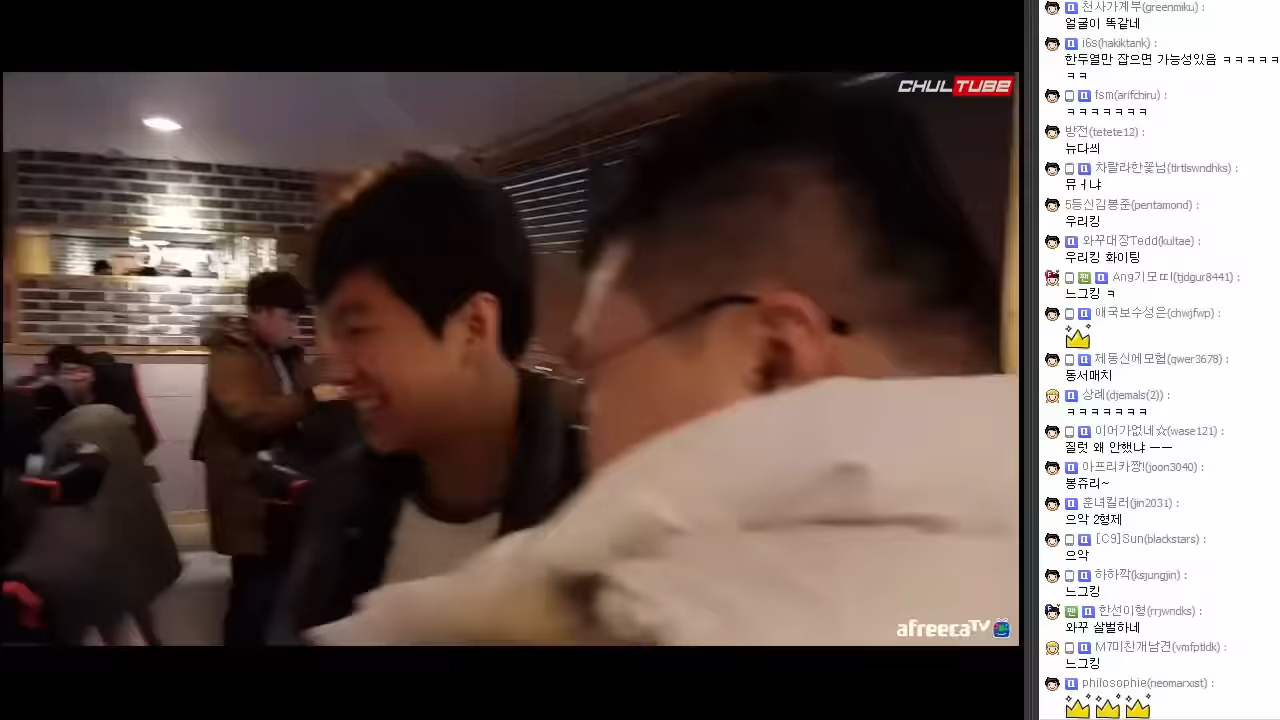 CHULTUBE
afreecaTV
천사가계부(greenmiku) :
얼굴이 똑같네
i6s(hakiktank) :
한두열만 잡으면 가능성있음 ㅋㅋㅋㅋㅋ
ㅋㅋ
fsm(arifchiru) :
ㅋㅋㅋㅋㅋㅋㅋ
방전(tetete12) :
뉴다씌
차랄라한꽃님(tlrtlswndhks) :
뮤ㅓ냐
5등신김봉준(pentamond) :
우리킹
와꾸대장Tedd(kultae) :
우리킹 화이팅
Ang기모띠(tjdgur8441) :
느그킹 ㅋ
애국보수성은(chwjfwp) :
제동신에모험(qwer3678) :
동서매치
상례(djemals(2)) :
ㅋㅋㅋㅋㅋㅋㅋ
이어가없네☆(wase121) :
질럿 왜 안했냐 ㅡㅡ
아프리카짱!(joon3040) :
봉쥬리~
훈녀킬러(jin2031) :
으악 2형제
[C9]Sun(blackstars) :
으악
하하깍(ksjungjin) :
느그킹
한선이형(rrjwndks) :
와꾸 살벌하네
M7미친개남견(vmfptldk) :
느그킹
philosophie(neomarxist) :